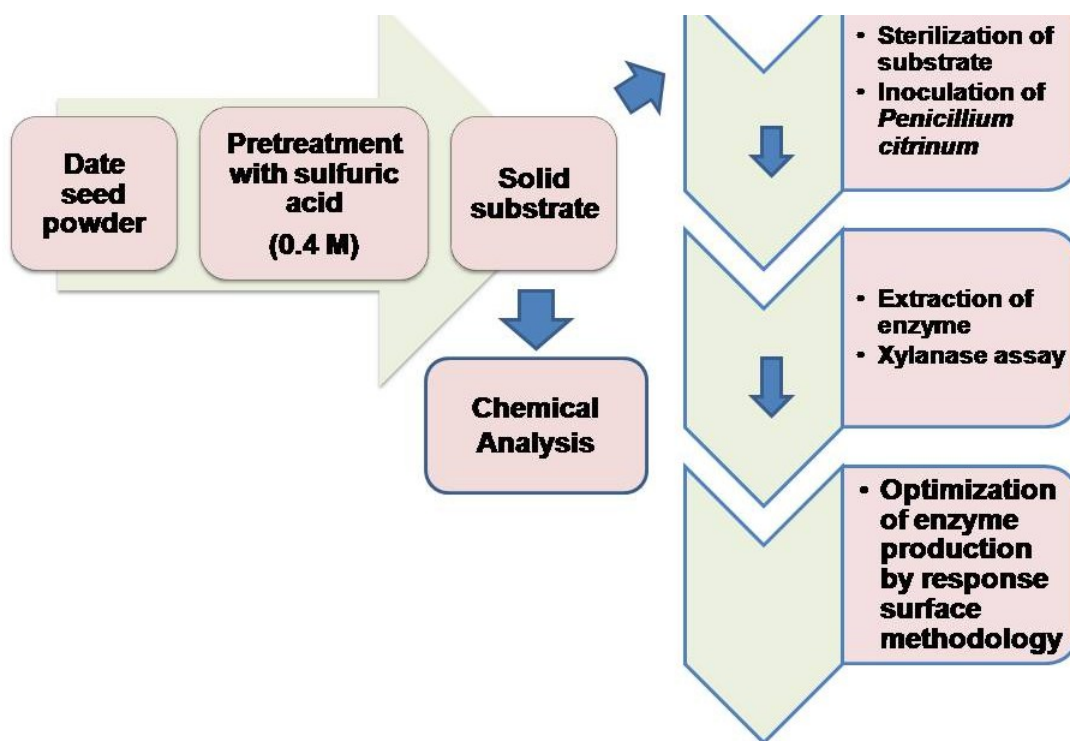 Date
seed
powder
Pretreatment
with sulfuric
acid
(0.4 M)
Solid
substrate
Chemical
Analysis
• Sterilization of
substrate
• Inoculation of
Penicillium
citrinum
• Extraction of
enzyme
• Xylanase assay
• Optimization
of enzyme
production
by response
surface
methodology